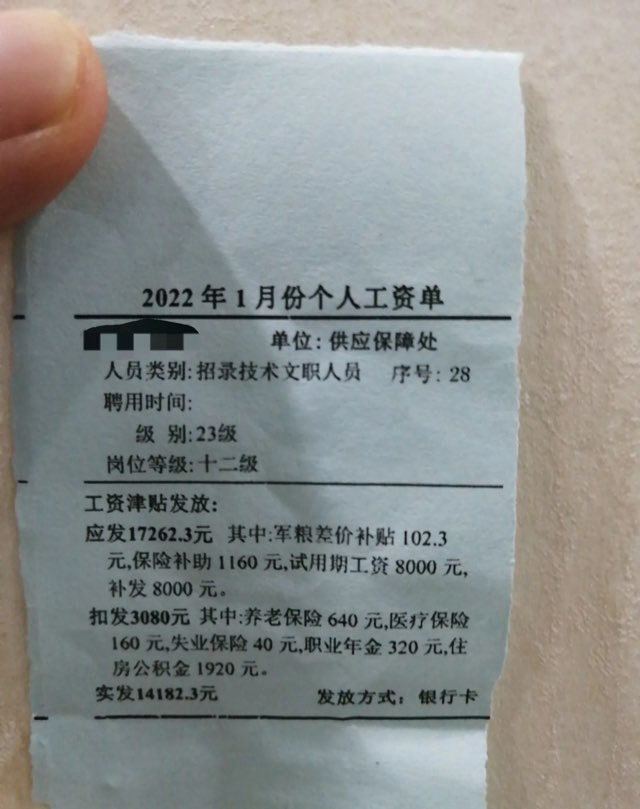 2022年1月份个人工资单
单位：供应保障处
人员类别:招录技术文职人员 序号: 28
聘用时间:
级 别:23级
岗位等级:十二级
工资津贴发放：
应发17262.3元 其中:军粮差价补贴 102.3
元,保险补助 1160 元,试用期工资 8000 元,
补发 8000 元。
扣发3080元 其中:养老保险 640 元,医疗保险
160 元,失业保险 40 元,职业年金 320 元,住
房公积金 1920 元。
实发14182.3元 发放方式：银行卡